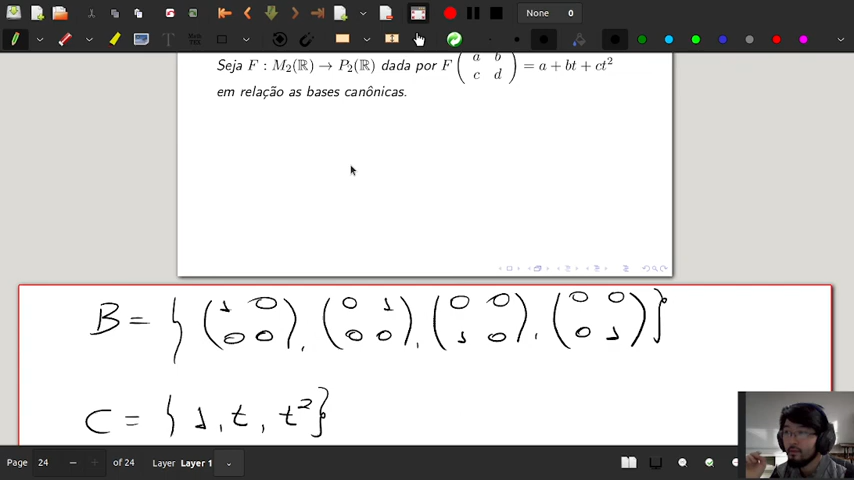 None 0
T
Seja F : M₂(ℝ) → P₂(ℝ) dada por F ( a b ; c d ) = a + bt + ct²
em relação as bases canônicas.
B = { ( 1 0 ; 0 0 ), ( 0 1 ; 0 0 ), ( 0 0 ; 1 0 ), ( 0 0 ; 0 1 ) }
C = { 1, t, t² }
Page 24 of 24 Layer Layer 1